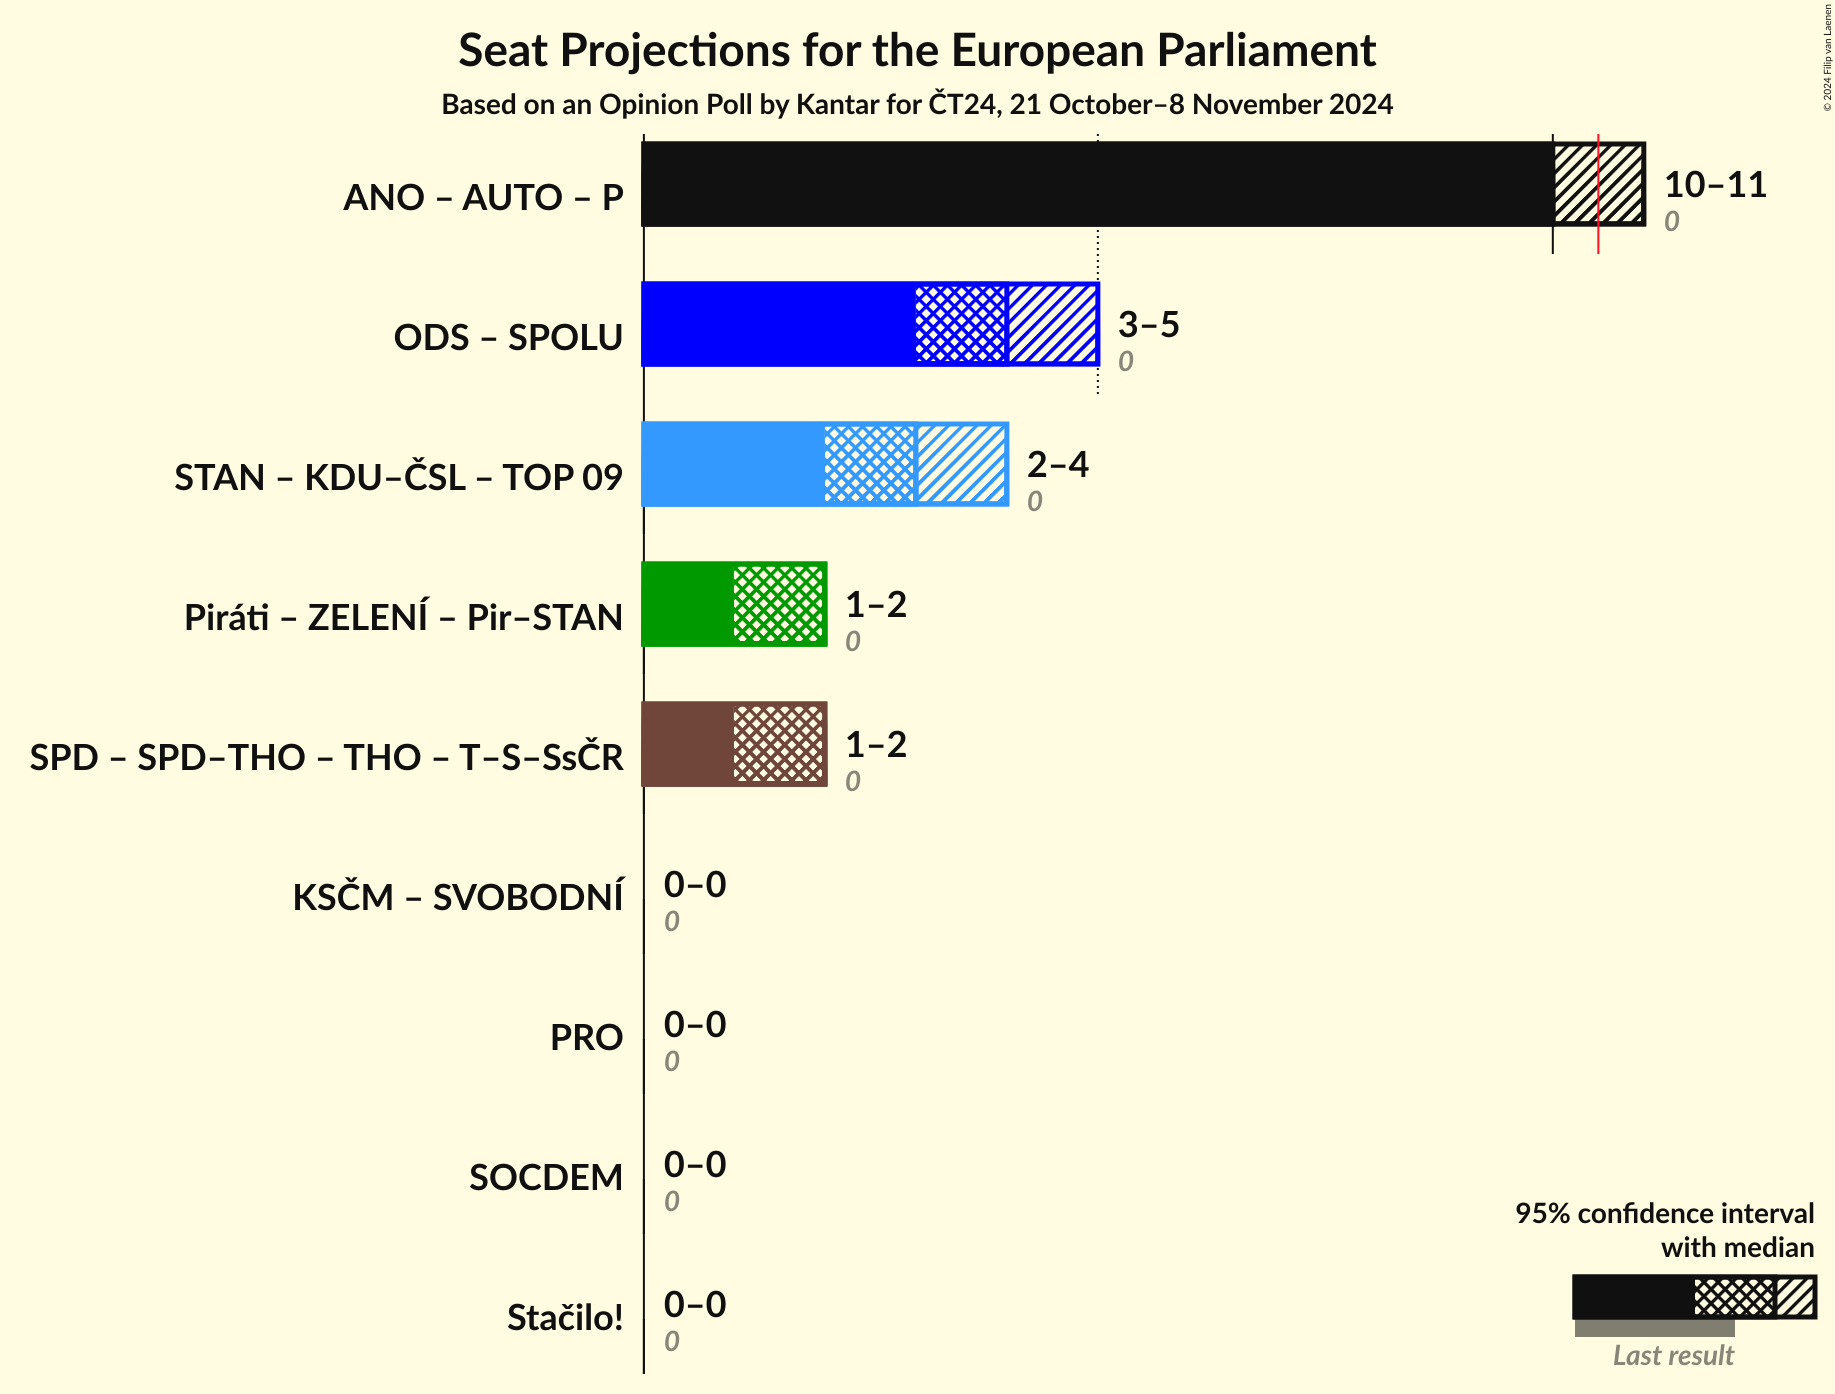 Seat Projections for the European Parliament
Based on an Opinion Poll by Kantar for ČT24, 21 October–8 November 2024
© 2024 Filip van Laenen
ANO – AUTO – P
10–11
0
ODS – SPOLU
3–5
0
STAN – KDU–ČSL – TOP 09
2–4
0
Piráti – ZELENÍ – Pir–STAN
1–2
0
SPD – SPD–THO – THO – T–S–SsČR
1–2
0
KSČM – SVOBODNÍ
0–0
0
PRO
0–0
0
SOCDEM
0–0
0
Stačilo!
0–0
0
95% confidence interval
with median
Last result